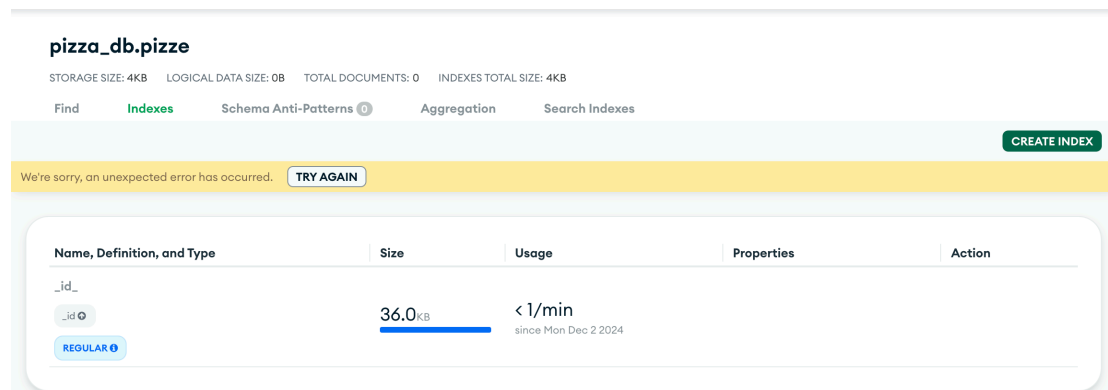 pizza_db.pizze
STORAGE SIZE: 4KB LOGICAL DATA SIZE: 0B TOTAL DOCUMENTS: 0 INDEXES TOTAL SIZE: 4KB
Find Indexes Schema Anti-Patterns 0 Aggregation Search Indexes
CREATE INDEX
We're sorry, an unexpected error has occurred. TRY AGAIN
Name, Definition, and Type Size Usage Properties Action
_id_
_id
36.0KB
< 1/min
since Mon Dec 2 2024
REGULAR